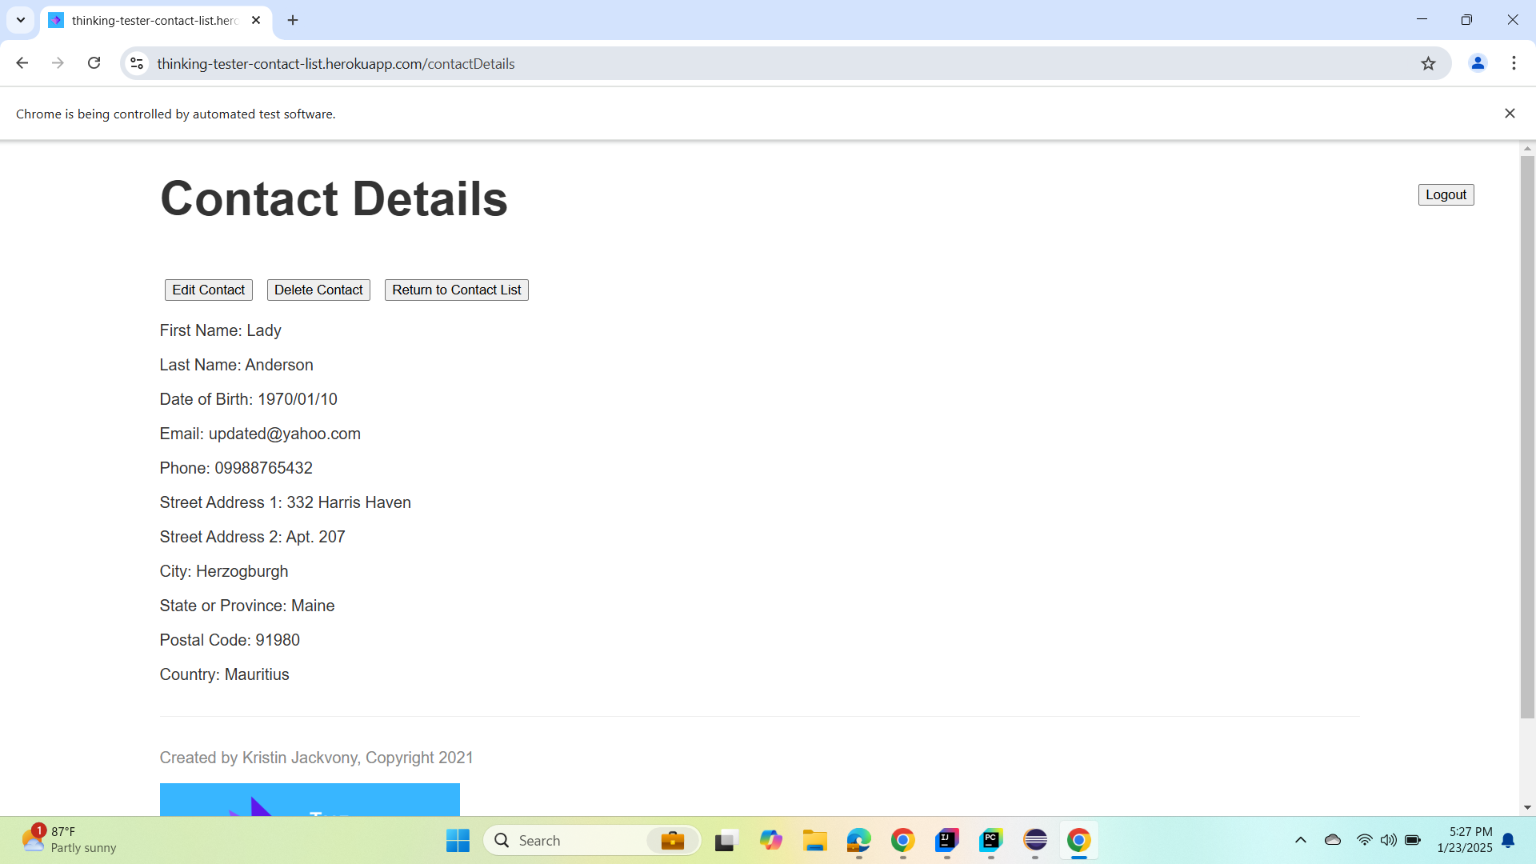 thinking-tester-contact-list.herc
thinking-tester-contact-list.herokuapp.com/contactDetails
Chrome is being controlled by automated test software.
Contact Details
Logout
Edit Contact
Delete Contact
Return to Contact List
First Name: Lady
Last Name: Anderson
Date of Birth: 1970/01/10
Email: updated@yahoo.com
Phone: 09988765432
Street Address 1: 332 Harris Haven
Street Address 2: Apt. 207
City: Herzogburgh
State or Province: Maine
Postal Code: 91980
Country: Mauritius
Created by Kristin Jackvony, Copyright 2021
1
87°F
Partly sunny
Search
IJ
PC
5:27 PM
1/23/2025